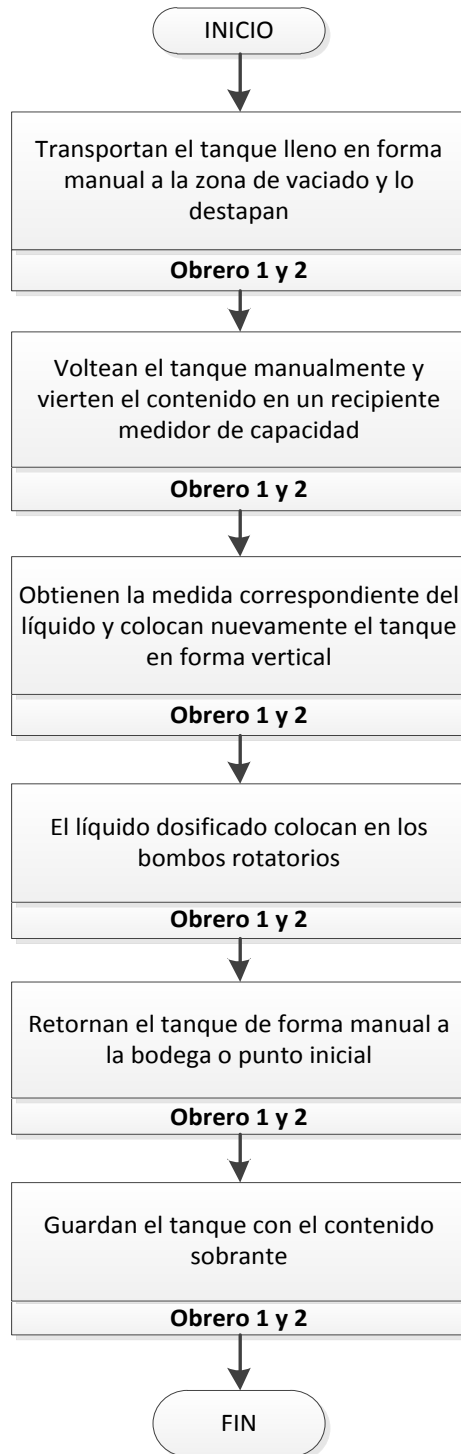 INICIO
Transportan el tanque lleno en forma
manual a la zona de vaciado y lo
destapan
Obrero 1 y 2
Voltean el tanque manualmente y
vierten el contenido en un recipiente
medidor de capacidad
Obrero 1 y 2
Obtienen la medida correspondiente del
líquido y colocan nuevamente el tanque
en forma vertical
Obrero 1 y 2
El líquido dosificado colocan en los
bombos rotatorios
Obrero 1 y 2
Retornan el tanque de forma manual a
la bodega o punto inicial
Obrero 1 y 2
Guardan el tanque con el contenido
sobrante
Obrero 1 y 2
FIN